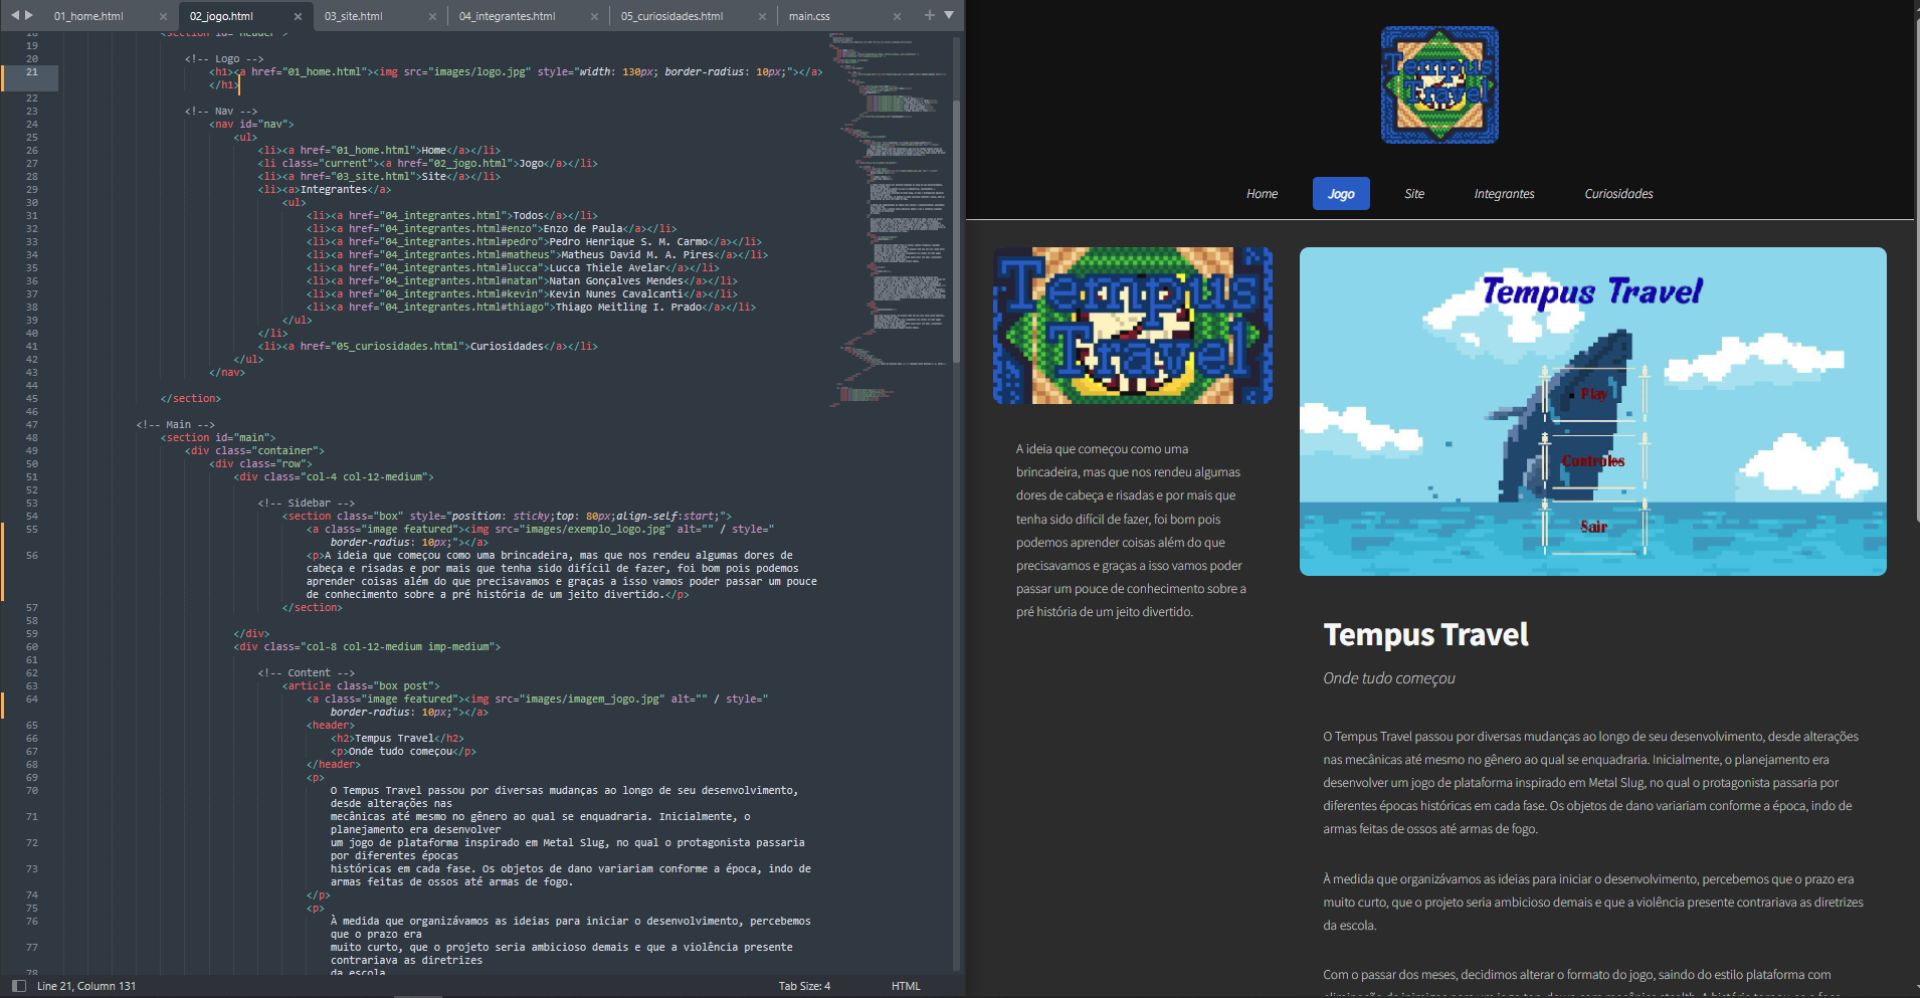 01_home.html
02_jogo.html
03_site.html
04_integrantes.html
05_curiosidades.html
main.css
19
20 <!-- Logo -->
21 <h1><a href="01_home.html"><img src="images/logo.jpg" style="width: 130px; border-radius: 10px;"></a>
</h1>
22
23 <!-- Nav -->
24 <nav id="nav">
25 <ul>
26 <li><a href="01_home.html">Home</a></li>
27 <li class="current"><a href="02_jogo.html">Jogo</a></li>
28 <li><a href="03_site.html">Site</a></li>
29 <li><a>Integrantes</a>
30 <ul>
31 <li><a href="04_integrantes.html">Todos</a></li>
32 <li><a href="04_integrantes.html#enzo">Enzo de Paula</a></li>
33 <li><a href="04_integrantes.html#pedro">Pedro Henrique S. M. Carmo</a></li>
34 <li><a href="04_integrantes.html#matheus">Matheus David M. A. Pires</a></li>
35 <li><a href="04_integrantes.html#lucca">Lucca Thiele Avelar</a></li>
36 <li><a href="04_integrantes.html#natan">Natan Gonçalves Mendes</a></li>
37 <li><a href="04_integrantes.html#kevin">Kevin Nunes Cavalcanti</a></li>
38 <li><a href="04_integrantes.html#thiago">Thiago Meitling I. Prado</a></li>
39 </ul>
40 </li>
41 <li><a href="05_curiosidades.html">Curiosidades</a></li>
42 </ul>
43 </nav>
44
45 </section>
46
47 <!-- Main -->
48 <section id="main">
49 <div class="container">
50 <div class="row">
51 <div class="col-4 col-12-medium">
52
53 <!-- Sidebar -->
54 <section class="box" style="position: sticky;top: 80px;align-self:start;">
55 <a class="image featured"><img src="images/exemplo_logo.jpg" alt="" / style="
border-radius: 10px;"></a>
56 <p>A ideia que começou como uma brincadeira, mas que nos rendeu algumas dores de
cabeça e risadas e por mais que tenha sido difícil de fazer, foi bom pois podemos
aprender coisas além do que precisavamos e graças a isso vamos poder passar um pouce
de conhecimento sobre a pré história de um jeito divertido.</p>
57 </section>
58
59 </div>
60 <div class="col-8 col-12-medium imp-medium">
61
62 <!-- Content -->
63 <article class="box post">
64 <a class="image featured"><img src="images/imagem_jogo.jpg" alt="" / style="
border-radius: 10px;"></a>
65 <header>
66 <h2>Tempus Travel</h2>
67 <p>Onde tudo começou</p>
68 </header>
69 <p>
70 O Tempus Travel passou por diversas mudanças ao longo de seu desenvolvimento,
desde alterações nas
71 mecânicas até mesmo no gênero ao qual se enquadraria. Inicialmente, o
planejamento era desenvolver
72 um jogo de plataforma inspirado em Metal Slug, no qual o protagonista passaria
por diferentes épocas
73 históricas em cada fase. Os objetos de dano variariam conforme a época, indo de
armas feitas de ossos até armas de fogo.
74 </p>
75 <p>
76 À medida que organizávamos as ideias para iniciar o desenvolvimento, percebemos
que o prazo era
77 muito curto, que o projeto seria ambicioso demais e que a violência presente
contrariava as diretrizes
78 da escola
Line 21, Column 131
Tab Size: 4
HTML
Tempus
Travel
Home
Jogo
Site
Integrantes
Curiosidades
Tempus
Travel
A ideia que começou como uma
brincadeira, mas que nos rendeu algumas
dores de cabeça e risadas e por mais que
tenha sido difícil de fazer, foi bom pois
podemos aprender coisas além do que
precisavamos e graças a isso vamos poder
passar um pouce de conhecimento sobre a
pré história de um jeito divertido.
Tempus Travel
Play
Controles
Sair
Tempus Travel
Onde tudo começou
O Tempus Travel passou por diversas mudanças ao longo de seu desenvolvimento, desde alterações
nas mecânicas até mesmo no gênero ao qual se enquadraria. Inicialmente, o planejamento era
desenvolver um jogo de plataforma inspirado em Metal Slug, no qual o protagonista passaria por
diferentes épocas históricas em cada fase. Os objetos de dano variariam conforme a época, indo de
armas feitas de ossos até armas de fogo.
À medida que organizávamos as ideias para iniciar o desenvolvimento, percebemos que o prazo era
muito curto, que o projeto seria ambicioso demais e que a violência presente contrariava as diretrizes
da escola.
Com o passar dos meses, decidimos alterar o formato do jogo, saindo do estilo plataforma com